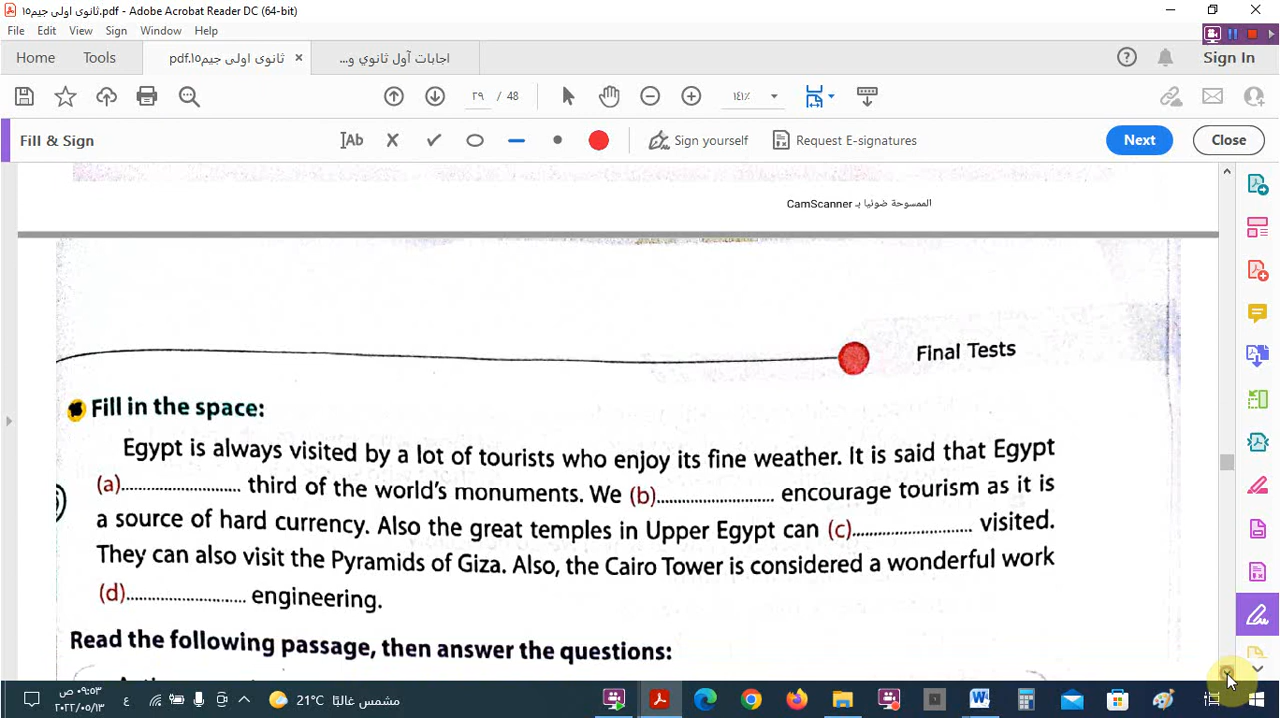 ثانوى اولى جيم١٥.pdf - Adobe Acrobat Reader DC (64-bit)
File Edit View Sign Window Help
Home Tools ثانوى اولى جيم١٥.pdf × اجابات آول ثانوي و... Sign In
٢٩ / 48 ١٤١٪
Fill & Sign Ab Sign yourself Request E-signatures Next Close
الممسوحة ضوئيا بـ CamScanner
Final Tests
Fill in the space:
Egypt is always visited by a lot of tourists who enjoy its fine weather. It is said that Egypt
(a)........................ third of the world's monuments. We (b)........................ encourage tourism as it is
a source of hard currency. Also the great temples in Upper Egypt can (c)........................ visited.
They can also visit the Pyramids of Giza. Also, the Cairo Tower is considered a wonderful work
(d)........................ engineering.
Read the following passage, then answer the questions:
٠٩:٥٣ ص
٢٠٢٢/٠٥/١٣
ع
21°C مشمس غالبًا